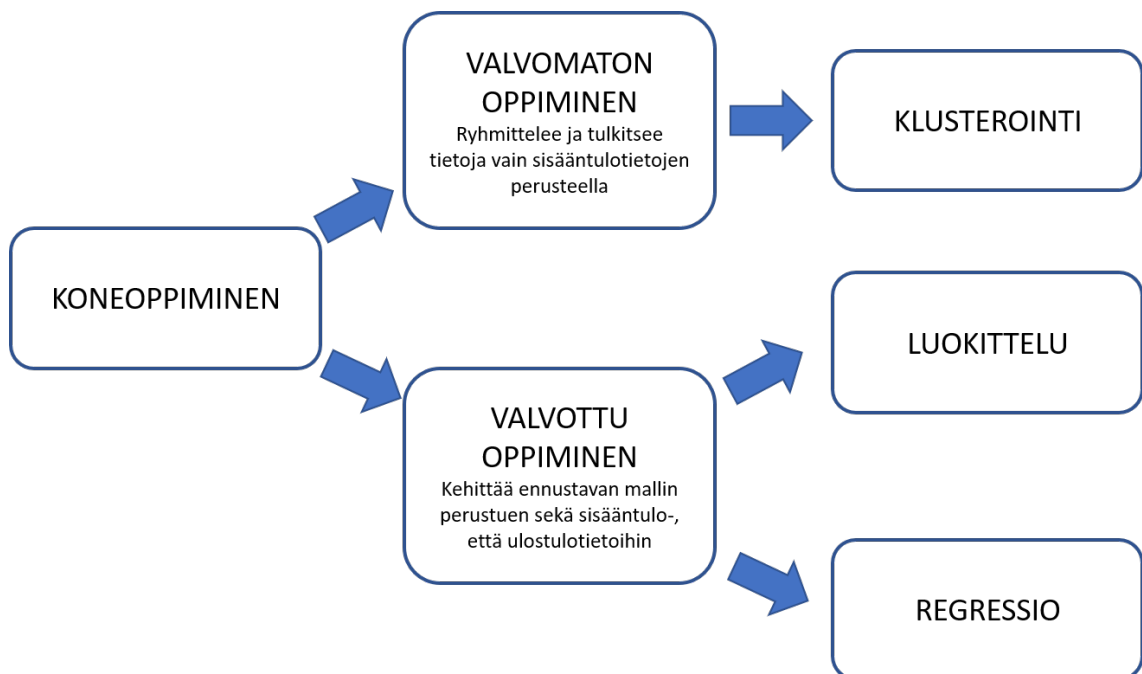 KONEOPPIMINEN
VALVOMATON
OPPIMINEN
Ryhmittelee ja tulkitsee
tietoja vain sisääntulotietojen
perusteella
KLUSTEROINTI
VALVOTTU
OPPIMINEN
Kehittää ennustavan mallin
perustuen sekä sisääntulo-,
että ulostulotietoihin
LUOKITTELU
REGRESSIO